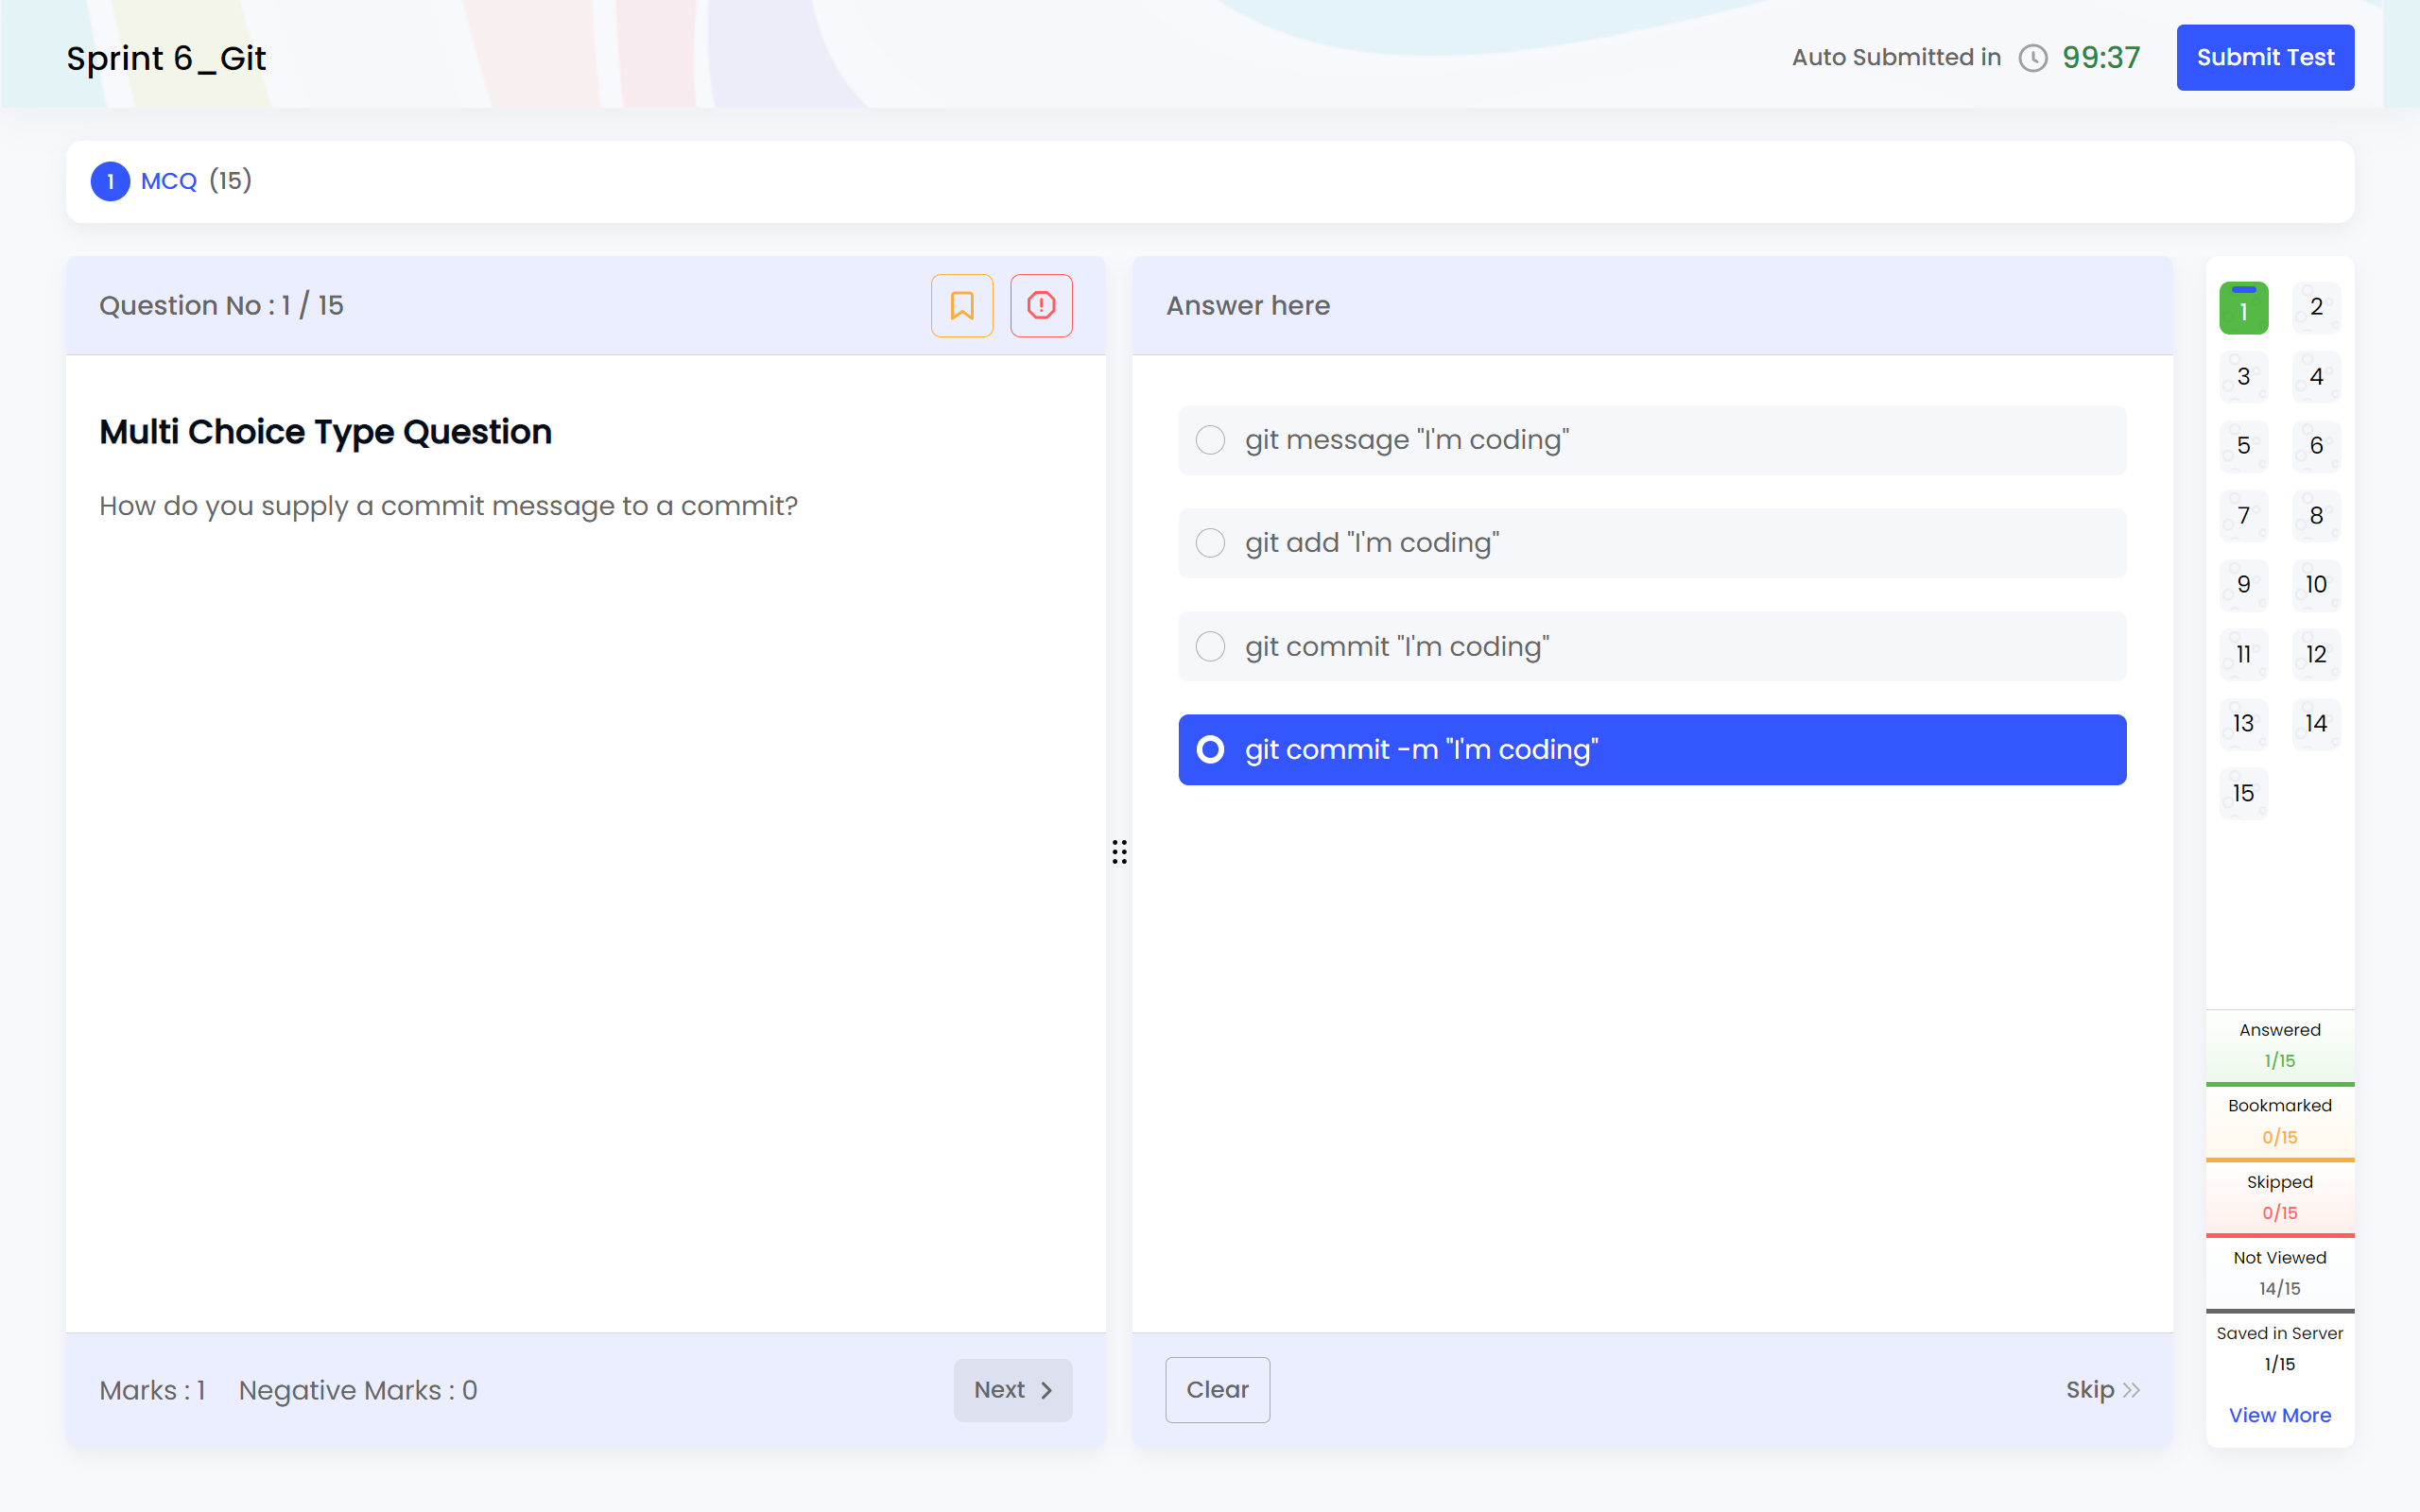 Sprint 6_Git
Auto Submitted in 99:37
Submit Test
1 MCQ (15)
Question No : 1 / 15
Multi Choice Type Question
How do you supply a commit message to a commit?
Marks : 1 Negative Marks : 0
Next
Answer here
git message "I'm coding"
git add "I'm coding"
git commit "I'm coding"
git commit -m "I'm coding"
Clear
Skip
1 2
3 4
5 6
7 8
9 10
11 12
13 14
15
Answered
1/15
Bookmarked
0/15
Skipped
0/15
Not Viewed
14/15
Saved in Server
1/15
View More